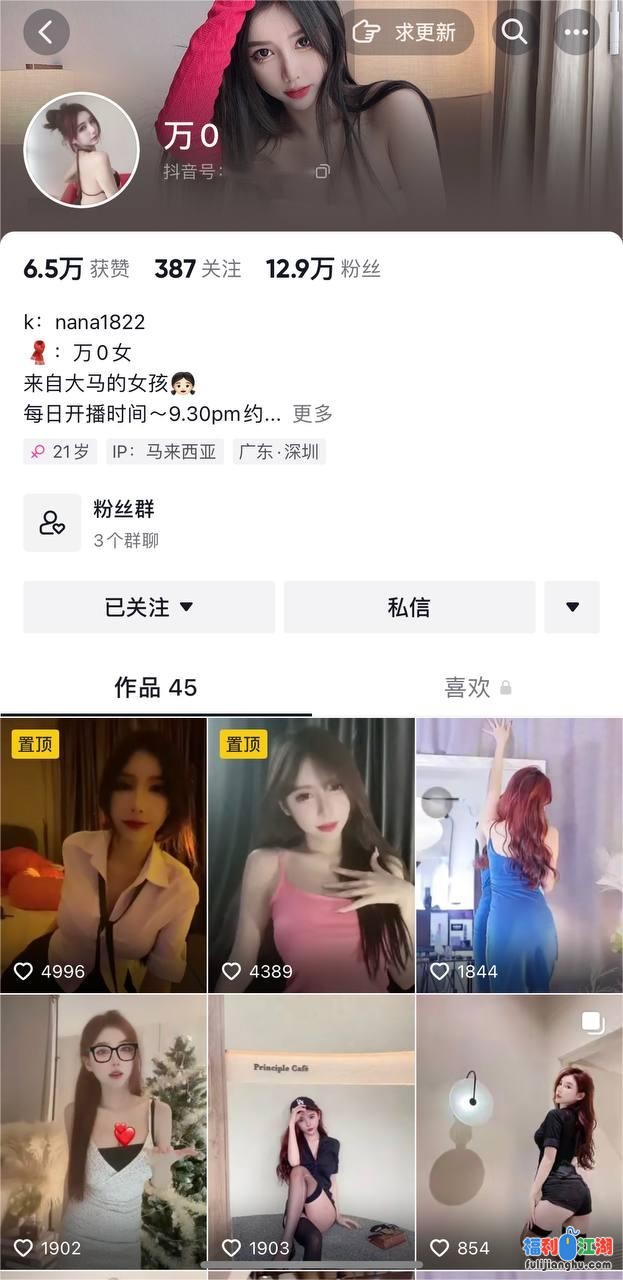 求更新
万0
抖音号：
6.5万 获赞 387 关注 12.9万 粉丝
k：nana1822
🧣：万0女
来自大马的女孩👧🏻
每日开播时间～9.30pm约... 更多
21岁 IP：马来西亚 广东·深圳
粉丝群
3个群聊
已关注 私信
作品 45 喜欢
置顶 置顶
4996 4389 1844
Principle Café
1902 1903 854
福利江湖
fulijianghu.com